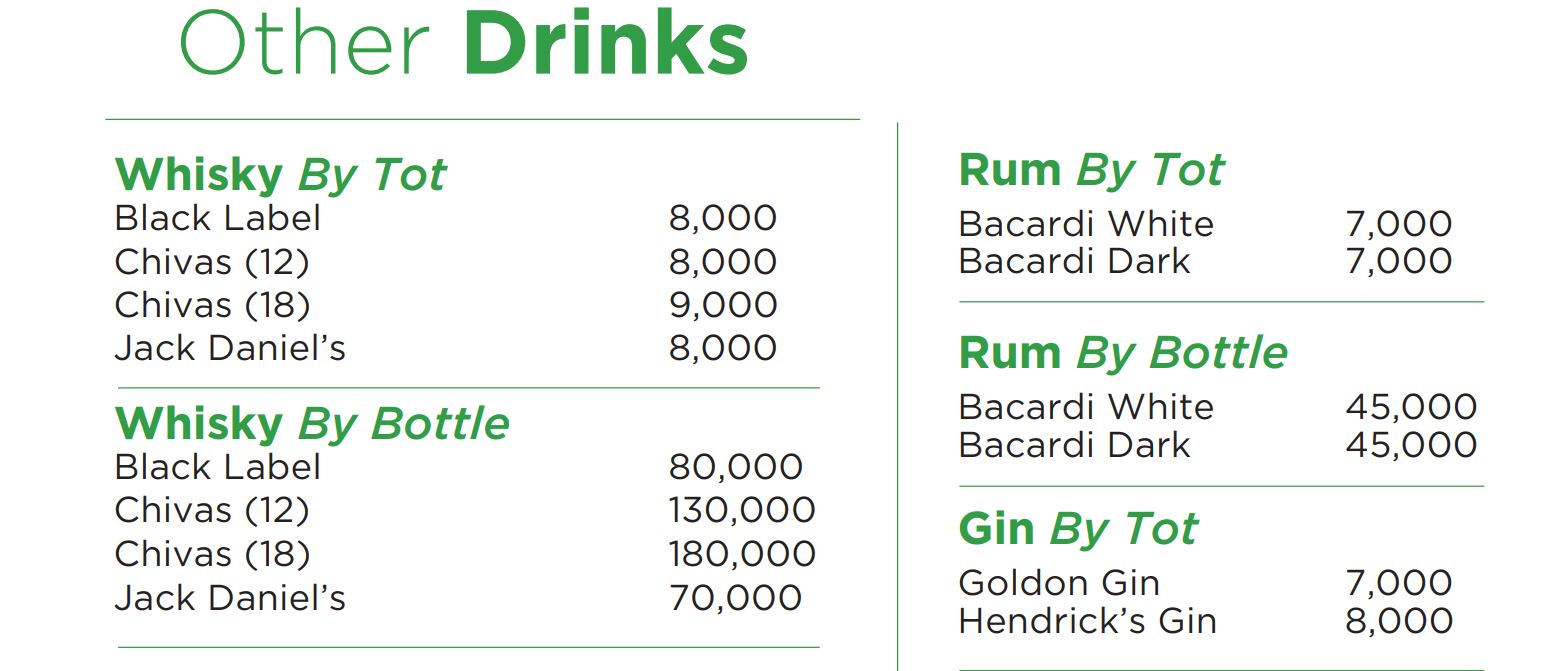 Other Drinks
Whisky By Tot
Black Label 8,000
Chivas (12) 8,000
Chivas (18) 9,000
Jack Daniel’s 8,000
Whisky By Bottle
Black Label 80,000
Chivas (12) 130,000
Chivas (18) 180,000
Jack Daniel’s 70,000
Rum By Tot
Bacardi White 7,000
Bacardi Dark 7,000
Rum By Bottle
Bacardi White 45,000
Bacardi Dark 45,000
Gin By Tot
Goldon Gin 7,000
Hendrick’s Gin 8,000